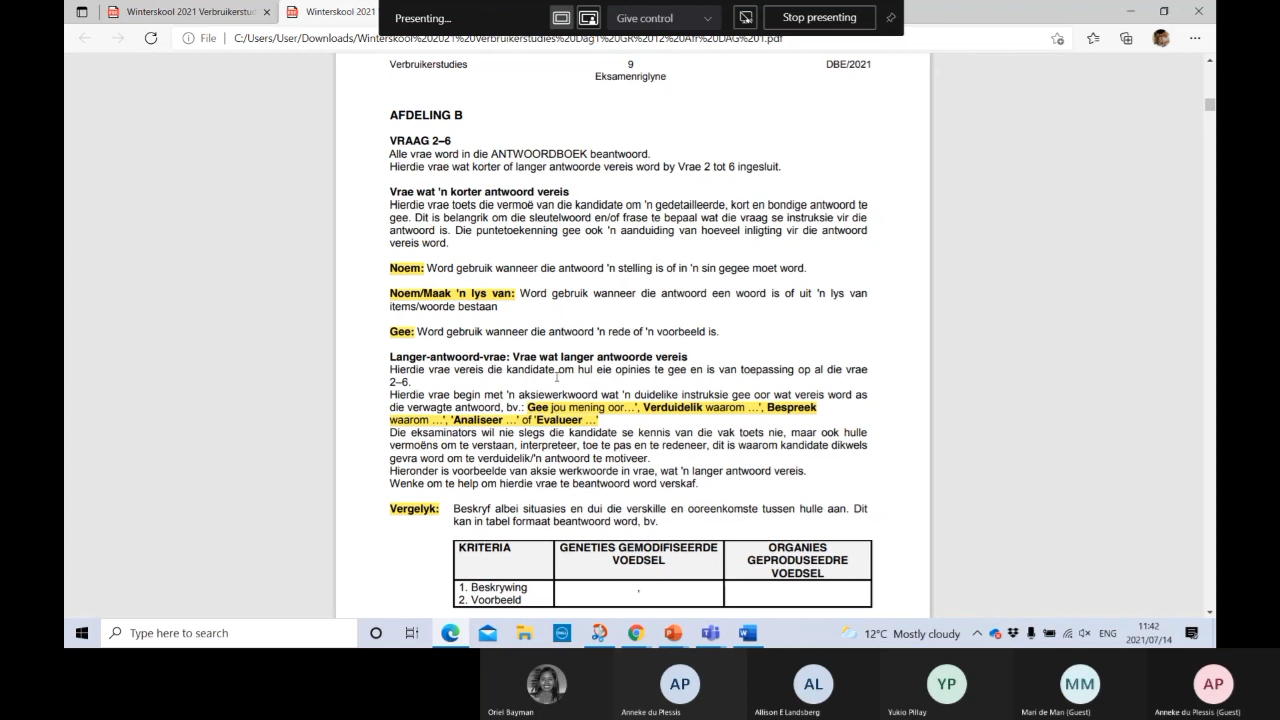 Winterskool 2021 Verbruikerstud
Winterskool 2021
Presenting...
Give control
Stop presenting
File
C:/Users/User/Downloads/Winterskool%202021%20Verbruikerstudies%20Dag1%20GR%2012%20Afr%20DAG%201.pdf
Verbruikerstudies
9
DBE/2021
Eksamenriglyne
AFDELING B
VRAAG 2–6
Alle vrae word in die ANTWOORDBOEK beantwoord.
Hierdie vrae wat korter of langer antwoorde vereis word by Vrae 2 tot 6 ingesluit.
Vrae wat 'n korter antwoord vereis
Hierdie vrae toets die vermoë van die kandidate om 'n gedetailleerde, kort en bondige antwoord te
gee. Dit is belangrik om die sleutelwoord en/of frase te bepaal wat die vraag se instruksie vir die
antwoord is. Die puntetoekenning gee ook 'n aanduiding van hoeveel inligting vir die antwoord
vereis word.
Noem: Word gebruik wanneer die antwoord 'n stelling is of in 'n sin gegee moet word.
Noem/Maak 'n lys van: Word gebruik wanneer die antwoord een woord is of uit 'n lys van
items/woorde bestaan
Gee: Word gebruik wanneer die antwoord 'n rede of 'n voorbeeld is.
Langer-antwoord-vrae: Vrae wat langer antwoorde vereis
Hierdie vrae vereis die kandidate om hul eie opinies te gee en is van toepassing op al die vrae
2–6.
Hierdie vrae begin met 'n aksiewerkwoord wat 'n duidelike instruksie gee oor wat vereis word as
die verwagte antwoord, bv.: Gee jou mening oor…', Verduidelik waarom …', Bespreek
waarom …', 'Analiseer …' of 'Evalueer …'
Die eksaminators wil nie slegs die kandidate se kennis van die vak toets nie, maar ook hulle
vermoëns om te verstaan, interpreteer, toe te pas en te redeneer, dit is waarom kandidate dikwels
gevra word om te verduidelik/'n antwoord te motiveer.
Hieronder is voorbeelde van aksie werkwoorde in vrae, wat 'n langer antwoord vereis.
Wenke om te help om hierdie vrae te beantwoord word verskaf.
Vergelyk: Beskryf albei situasies en dui die verskille en ooreenkomste tussen hulle aan. Dit
kan in tabel formaat beantwoord word, bv.
KRITERIA
GENETIES GEMODIFISEERDE
VOEDSEL
ORGANIES
GEPRODUSEEDRE
VOEDSEL
1. Beskrywing
2. Voorbeeld
Type here to search
12°C Mostly cloudy
ENG
11:42
2021/07/14
AP
AL
YP
MM
AP
Oriel Bayman
Anneke du Plessis
Allison E Landsberg
Yukio Pillay
Mari de Man (Guest)
Anneke du Plessis (Guest)